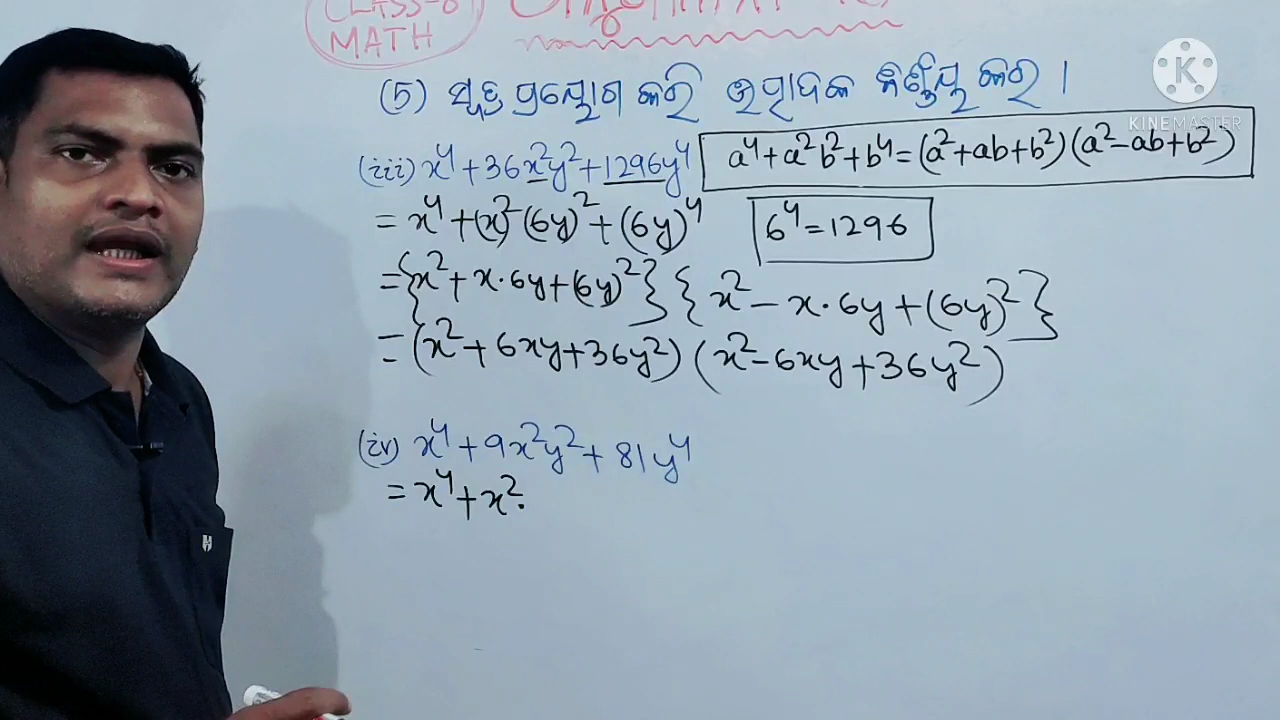 CLASS-8
MATH
(5) ସୂତ୍ର ପ୍ରୟୋଗ କରି ଉତ୍ପାଦକ ନିର୍ଣ୍ଣୟ କର ।
KINEMASTER
(iii) x⁴+36x²y²+1296y⁴
a⁴+a²b²+b⁴=(a²+ab+b²)(a²-ab+b²)
= x⁴+(x)²(6y)²+(6y)⁴
6⁴=1296
={x²+x·6y+(6y)²}{x²-x·6y+(6y)²}
=(x²+6xy+36y²)(x²-6xy+36y²)
(iv) x⁴+9x²y²+81y⁴
= x⁴+x².